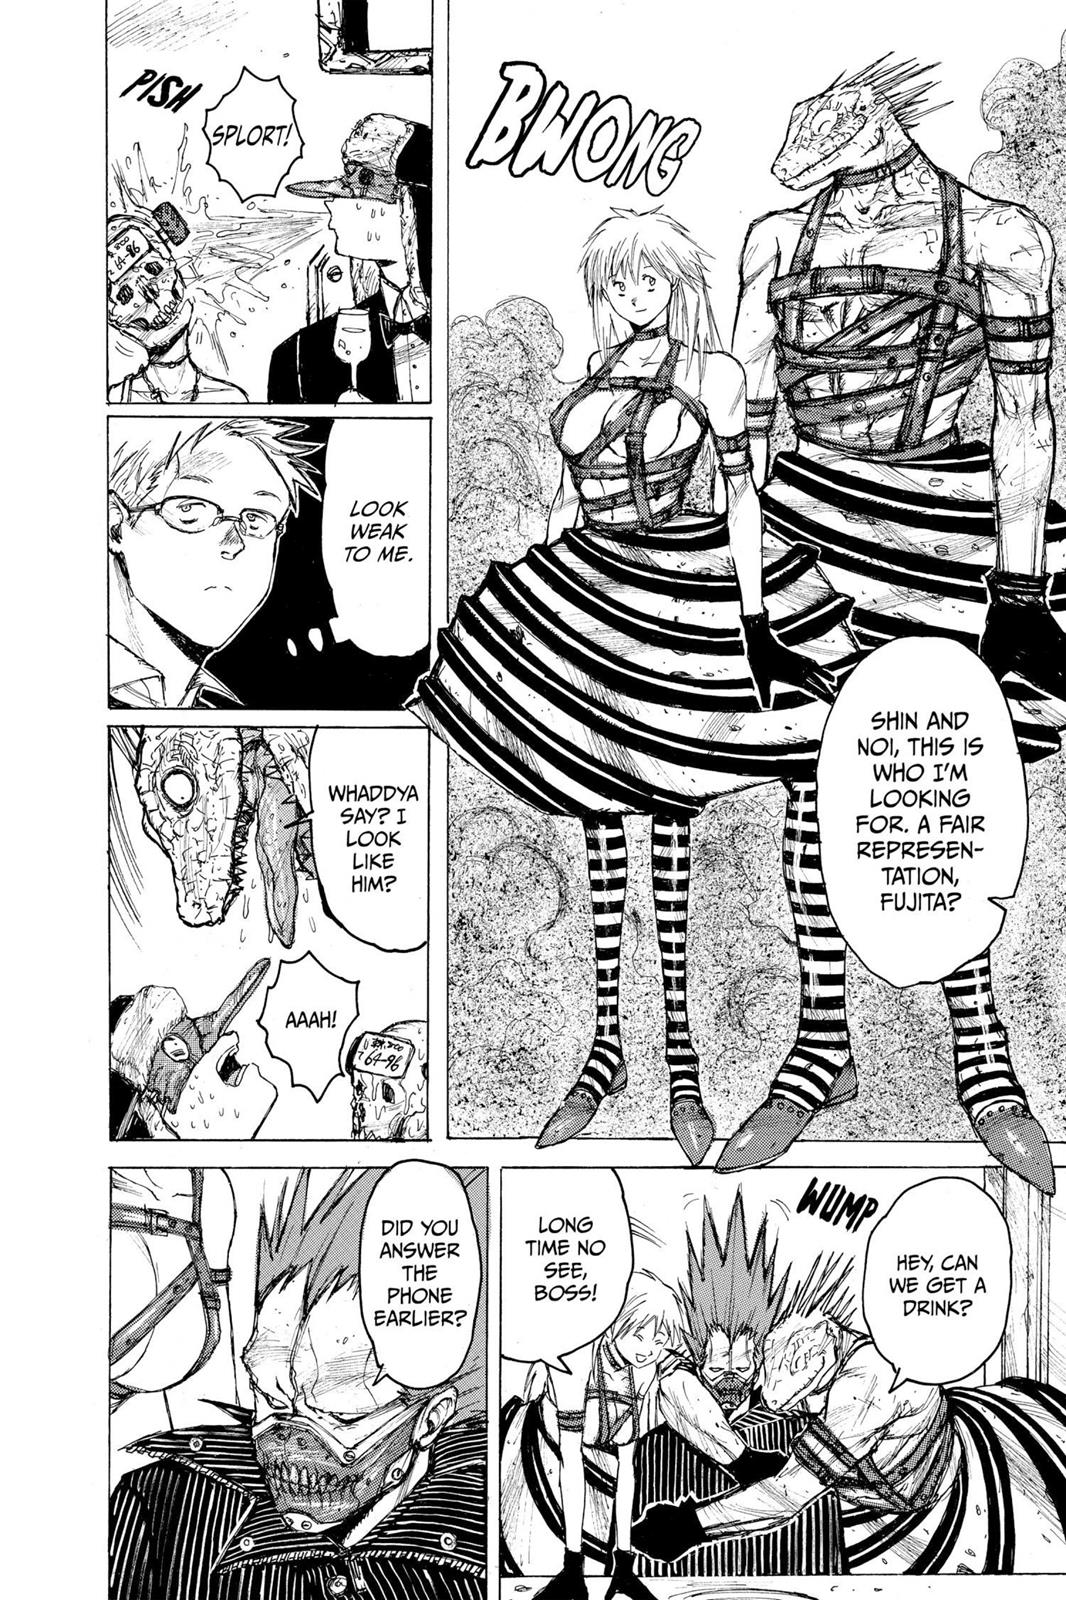 BWONG
SHIN AND
NOI, THIS IS
WHO I'M
LOOKING
FOR. A FAIR
REPRESEN-
TATION,
FUJITA?
PISH
SPLORT!
LOOK
WEAK
TO ME.
WHADDYA
SAY? I
LOOK
LIKE
HIM?
AAAH!
64-96
WUMP
HEY, CAN
WE GET A
DRINK?
LONG
TIME NO
SEE,
BOSS!
DID YOU
ANSWER
THE
PHONE
EARLIER?